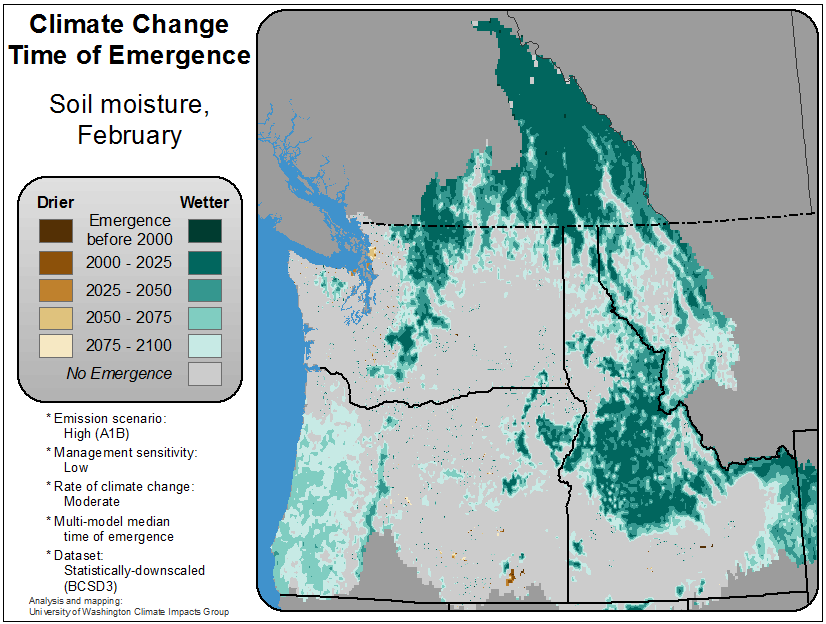 Climate Change
Time of Emergence
Soil moisture,
February
Drier Wetter
Emergence
before 2000
2000 - 2025
2025 - 2050
2050 - 2075
2075 - 2100
No Emergence
* Emission scenario:
High (A1B)
* Management sensitivity:
Low
* Rate of climate change:
Moderate
* Multi-model median
time of emergence
* Dataset:
Statistically-downscaled
(BCSD3)
Analysis and mapping:
University of Washington Climate Impacts Group